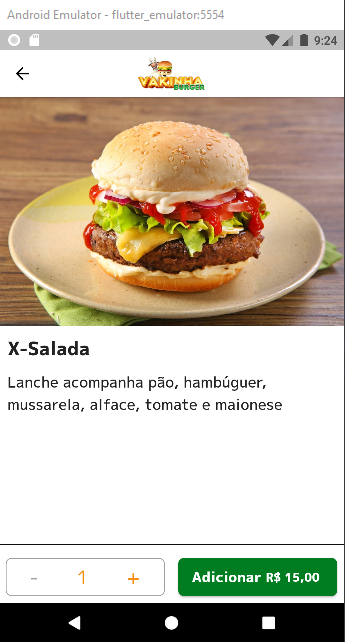 Android Emulator - flutter_emulator:5554
9:24
VAKINHA
BURGER
X-Salada
Lanche acompanha pão, hambúguer,
mussarela, alface, tomate e maionese
- 1 +
Adicionar R$ 15,00